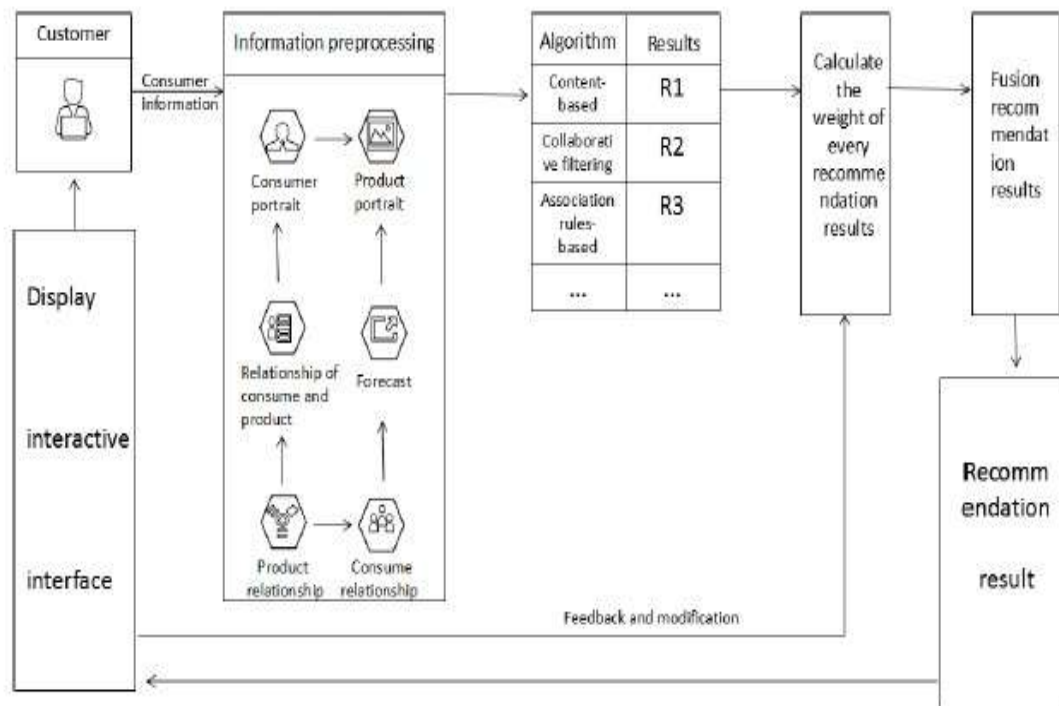 Customer
Consumer
information
Information preprocessing
Consumer
portrait
Product
portrait
Relationship of
consume and
product
Forecast
Product
relationship
Consume
relationship
Algorithm
Results
Content-
based
R1
Collaborati
ve filtering
R2
Association
rules-
based
R3
...
...
Calculate
the
weight of
every
recomme
ndation
results
Fusion
recom
mendat
ion
results
Display
interactive
interface
Recomm
endation
result
Feedback and modification